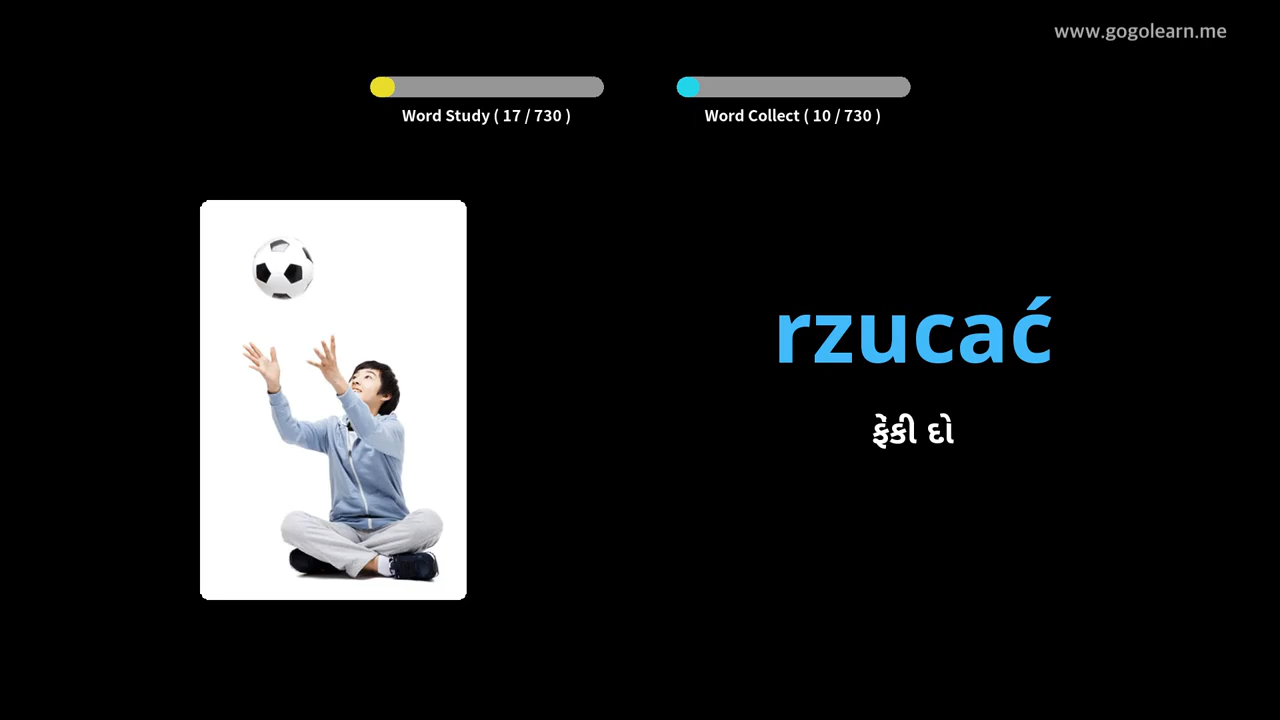 www.gogolearn.me
Word Study ( 17 / 730 )
Word Collect ( 10 / 730 )
rzucać
ફેંકી દો